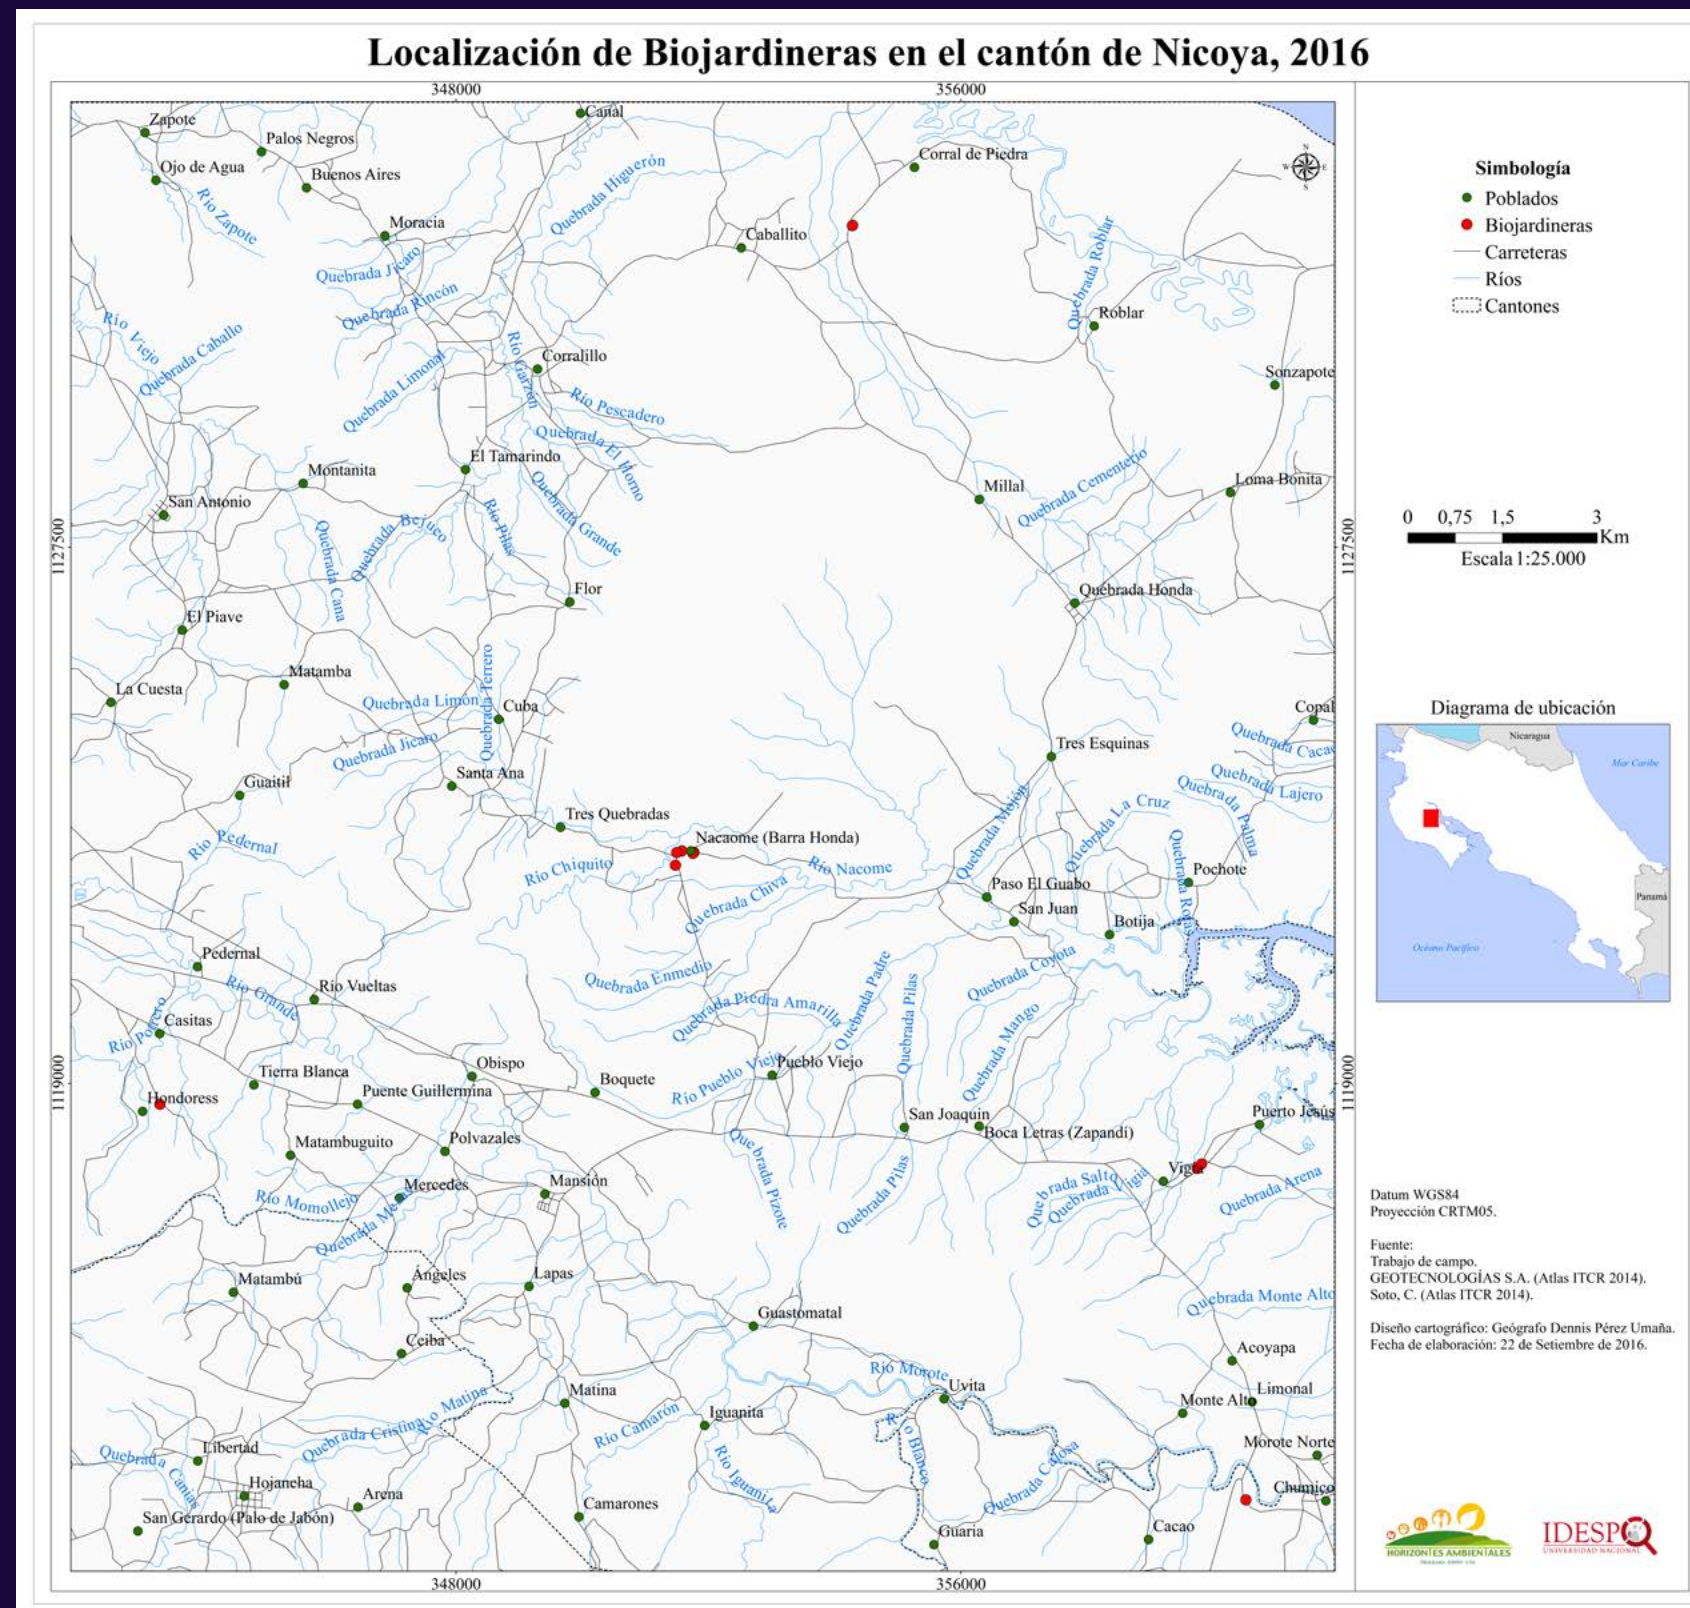 Localización de Biojardineras en el cantón de Nicoya, 2016
348000
356000
Zapote
Canal
Palos Negros
Ojo de Agua
Buenos Aires
Corral de Piedra
Río Zapote
Quebrada Higuerón
Moracia
Caballito
Quebrada Jícaro
Quebrada Roblar
Quebrada Rincón
Roblar
Río Viejo
Quebrada Caballo
Quebrada Limonal
Río Garzón
Corralillo
Sonzapote
Río Pescadero
Quebrada El Horno
El Tamarindo
Montanita
Quebrada Cementerio
Millal
Loma Bonita
San Antonio
Quebrada Bejuco
Río Pilas
Quebrada Grande
Quebrada Cana
1127500
1127500
Flor
Quebrada Honda
El Piave
Matamba
La Cuesta
Quebrada Limón
Quebrada Terrero
Cuba
Copal
Quebrada Jicaro
Tres Esquinas
Quebrada Cacao
Santa Ana
Guaitil
Quebrada Lajero
Quebrada Palma
Quebrada Mojón
Quebrada La Cruz
Tres Quebradas
Nacaome (Barra Honda)
Río Pedernal
Río Chiquito
Río Nacome
Quebrada Chiva
Quebrada Rojas
Pochote
Paso El Guabo
San Juan
Botija
Pedernal
Río Grande
Río Vueltas
Quebrada Enmedio
Quebrada Padre
Quebrada Pilas
Quebrada Coyota
Quebrada Piedra Amarilla
Quebrada Mango
Río Potrero
Casitas
Tierra Blanca
Obispo
Boquete
Puente Guillermina
Río Pueblo Viejo
Pueblo Viejo
1119000
1119000
Hondoress
San Joaquin
Boca Letras (Zapandí)
Puerto Jesús
Matambuguito
Polvazales
Quebrada Pizote
Quebrada Pilas
Vigía
Quebrada Salto
Quebrada Vigia
Quebrada Arena
Mercedes
Mansión
Río Momollejo
Quebrada Mesas
Matambú
Ángeles
Lapas
Quebrada Monte Alto
Guastomatal
Ceiba
Acoyapa
Río Morote
Uvita
Limonal
Monte Alto
Matina
Río Matina
Quebrada Cristina
Río Camarón
Iguanita
Río Blanco
Morote Norte
Libertad
Quebrada Canias
Río Iguanita
Chumico
Hojancha
Arena
Camarones
San Gerardo (Palo de Jabón)
Guaria
Cacao
348000
356000
N
W
E
S
Simbología
Poblados
Biojardineras
Carreteras
Ríos
Cantones
0 0,75 1,5 3
Km
Escala 1:25.000
Diagrama de ubicación
Nicaragua
Mar Caribe
Panamá
Océano Pacífico
Datum WGS84
Proyección CRTM05.
Fuente:
Trabajo de campo.
GEOTECNOLOGÍAS S.A. (Atlas ITCR 2014).
Soto, C. (Atlas ITCR 2014).
Diseño cartográfico: Geógrafo Dennis Pérez Umaña.
Fecha de elaboración: 22 de Setiembre de 2016.
HORIZONTES AMBIENTALES
IDESPO
UNIVERSIDAD NACIONAL